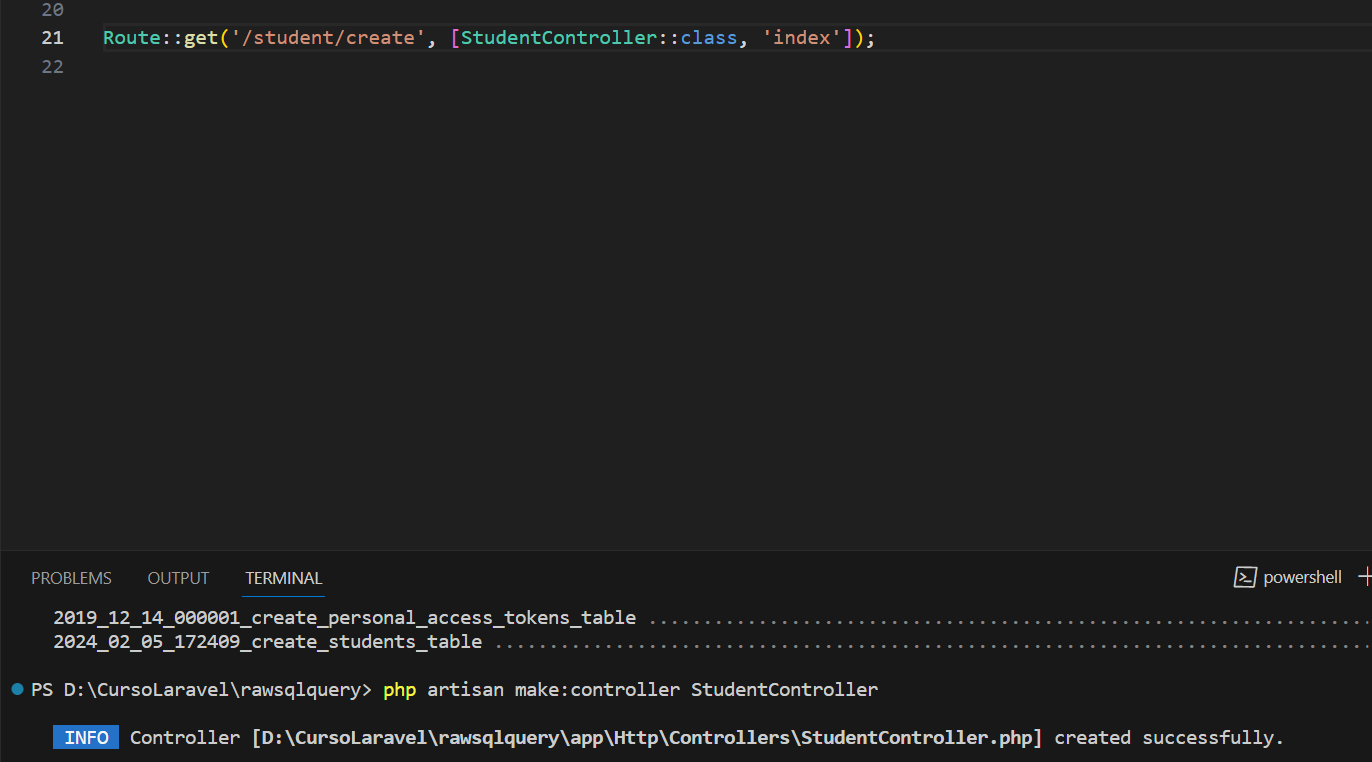 20
21 Route::get('/student/create', [StudentController::class, 'index']);
22
PROBLEMS OUTPUT TERMINAL powershell
2019_12_14_000001_create_personal_access_tokens_table ..................................................................
2024_02_05_172409_create_students_table ................................................................................
PS D:\CursoLaravel\rawsqlquery> php artisan make:controller StudentController
INFO Controller [D:\CursoLaravel\rawsqlquery\app\Http\Controllers\StudentController.php] created successfully.